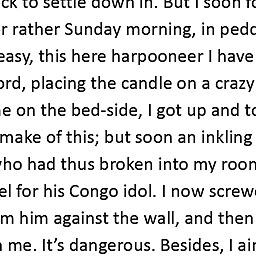 ck to settle down in. But I soon fo
r rather Sunday morning, in pedd
easy, this here harpooneer I have
ord, placing the candle on a crazy
e on the bed-side, I got up and to
make of this; but soon an inkling
who had thus broken into my room
el for his Congo idol. I now screwe
m him against the wall, and then
me. It’s dangerous. Besides, I ain